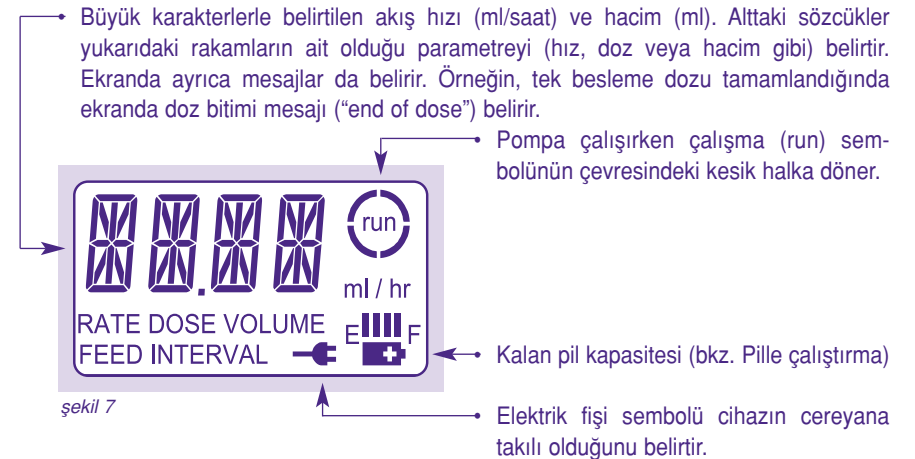 • Büyük karakterlerle belirtilen akış hızı (ml/saat) ve hacim (ml). Alttaki sözcükler
yukarıdaki rakamların ait olduğu parametreyi (hız, doz veya hacim gibi) belirtir.
Ekranda ayrıca mesajlar da belirir. Örneğin, tek besleme dozu tamamlandığında
ekranda doz bitimi mesajı (“end of dose”) belirir.
• Pompa çalışırken çalışma (run) sem-
bolünün çevresindeki kesik halka döner.
run
ml / hr
RATE DOSE VOLUME
E F
FEED INTERVAL
• Kalan pil kapasitesi (bkz. Pille çalıştırma)
şekil 7
• Elektrik fişi sembolü cihazın cereyana
takılı olduğunu belirtir.